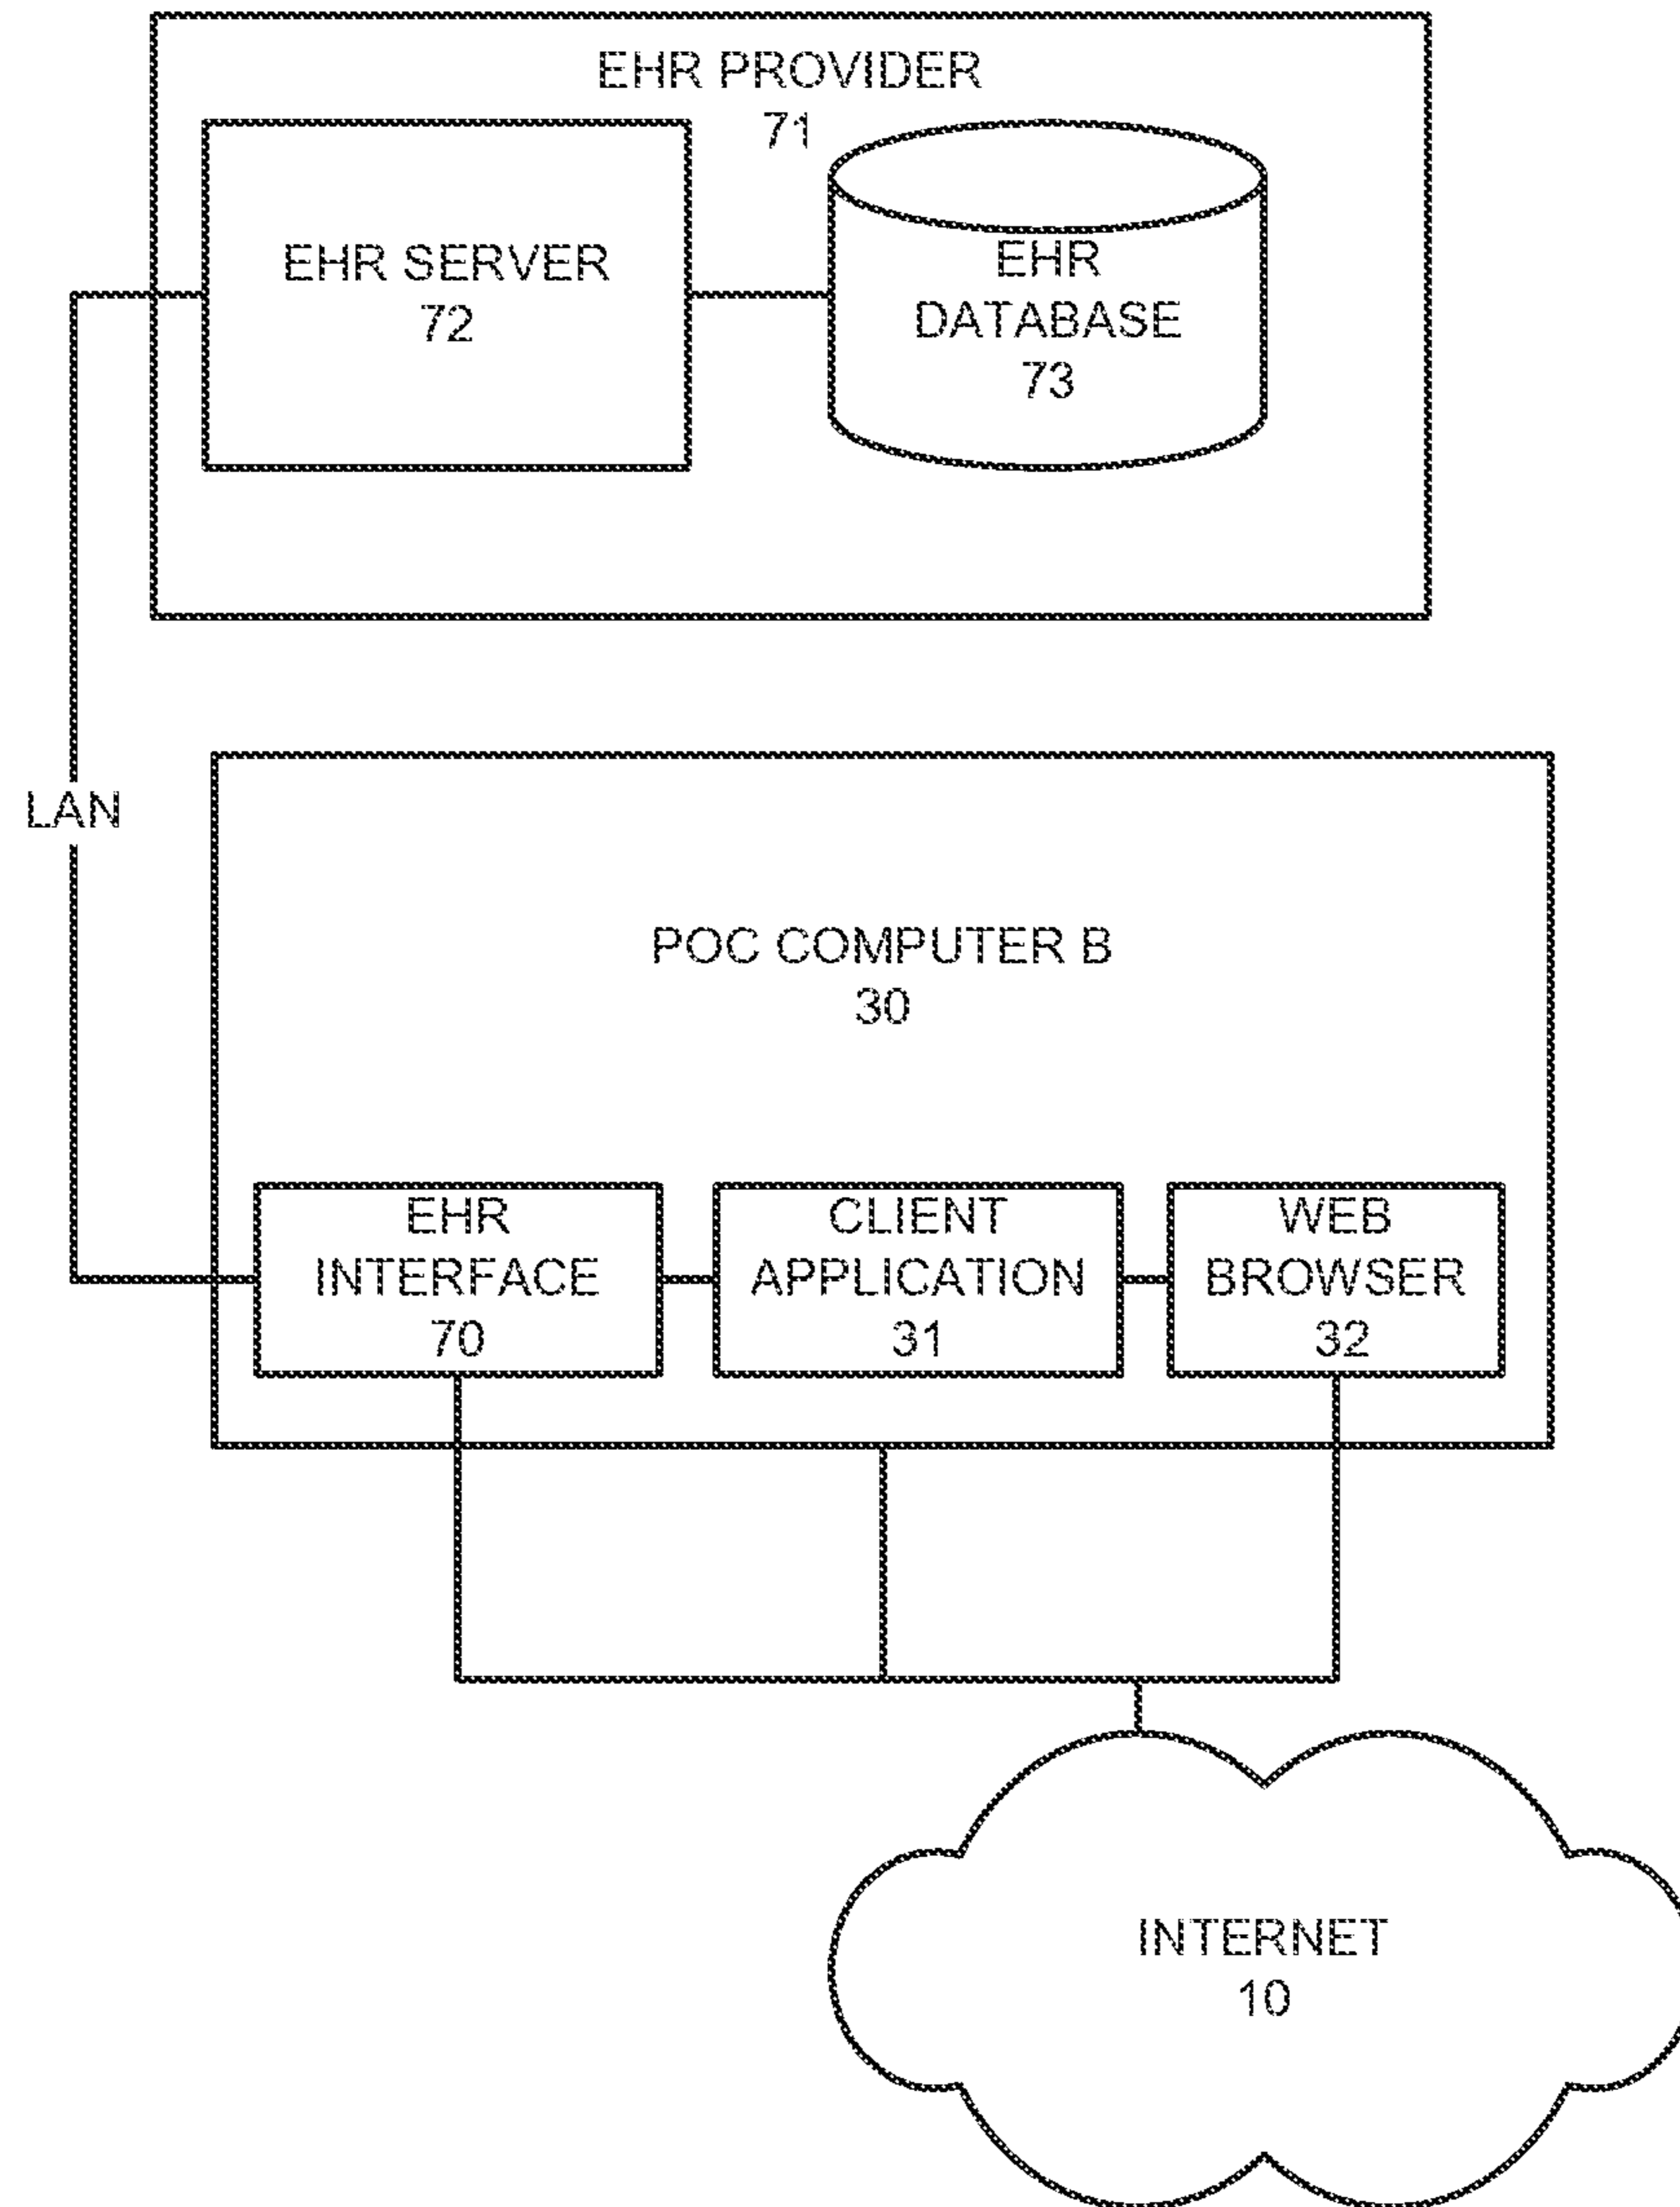 EHR PROVIDER
71
EHR SERVER
72
EHR
DATABASE
73
LAN
POC COMPUTER B
30
EHR
INTERFACE
70
CLIENT
APPLICATION
31
WEB
BROWSER
32
INTERNET
10